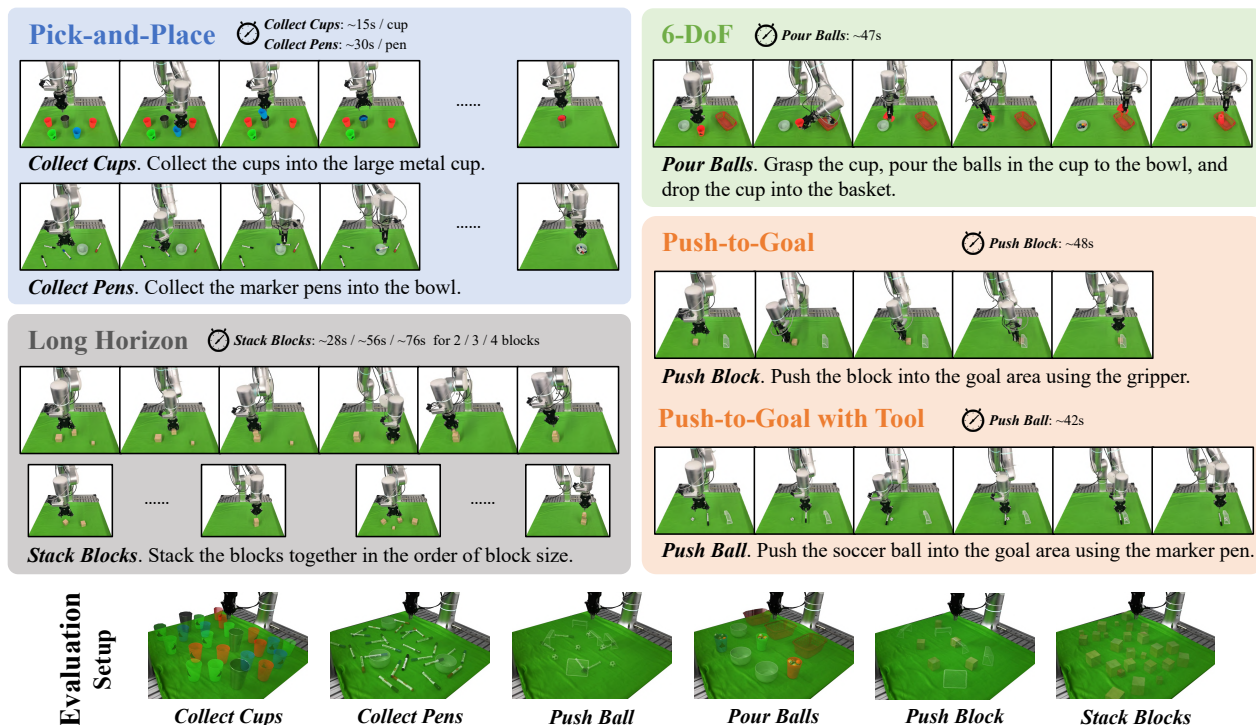 Pick-and-Place
Collect Cups: ~15s / cup
Collect Pens: ~30s / pen
......
Collect Cups. Collect the cups into the large metal cup.
......
Collect Pens. Collect the marker pens into the bowl.
Long Horizon
Stack Blocks: ~28s / ~56s / ~76s for 2 / 3 / 4 blocks
...... ......
Stack Blocks. Stack the blocks together in the order of block size.
6-DoF
Pour Balls: ~47s
Pour Balls. Grasp the cup, pour the balls in the cup to the bowl, and
drop the cup into the basket.
Push-to-Goal
Push Block: ~48s
Push Block. Push the block into the goal area using the gripper.
Push-to-Goal with Tool
Push Ball: ~42s
Push Ball. Push the soccer ball into the goal area using the marker pen.
Evaluation
Setup
Collect Cups
Collect Pens
Push Ball
Pour Balls
Push Block
Stack Blocks